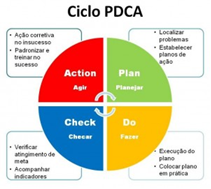 Ciclo PDCA
• Ação corretiva
no insucesso
• Padronizar e
treinar no
sucesso
• Localizar
problemas
• Estabelecer
planos de
ação
Action
Agir
Plan
Planejar
Check
Checar
Do
Fazer
• Verificar
atingimento de
meta
• Acompanhar
indicadores
• Execução do
plano
• Colocar plano
em prática